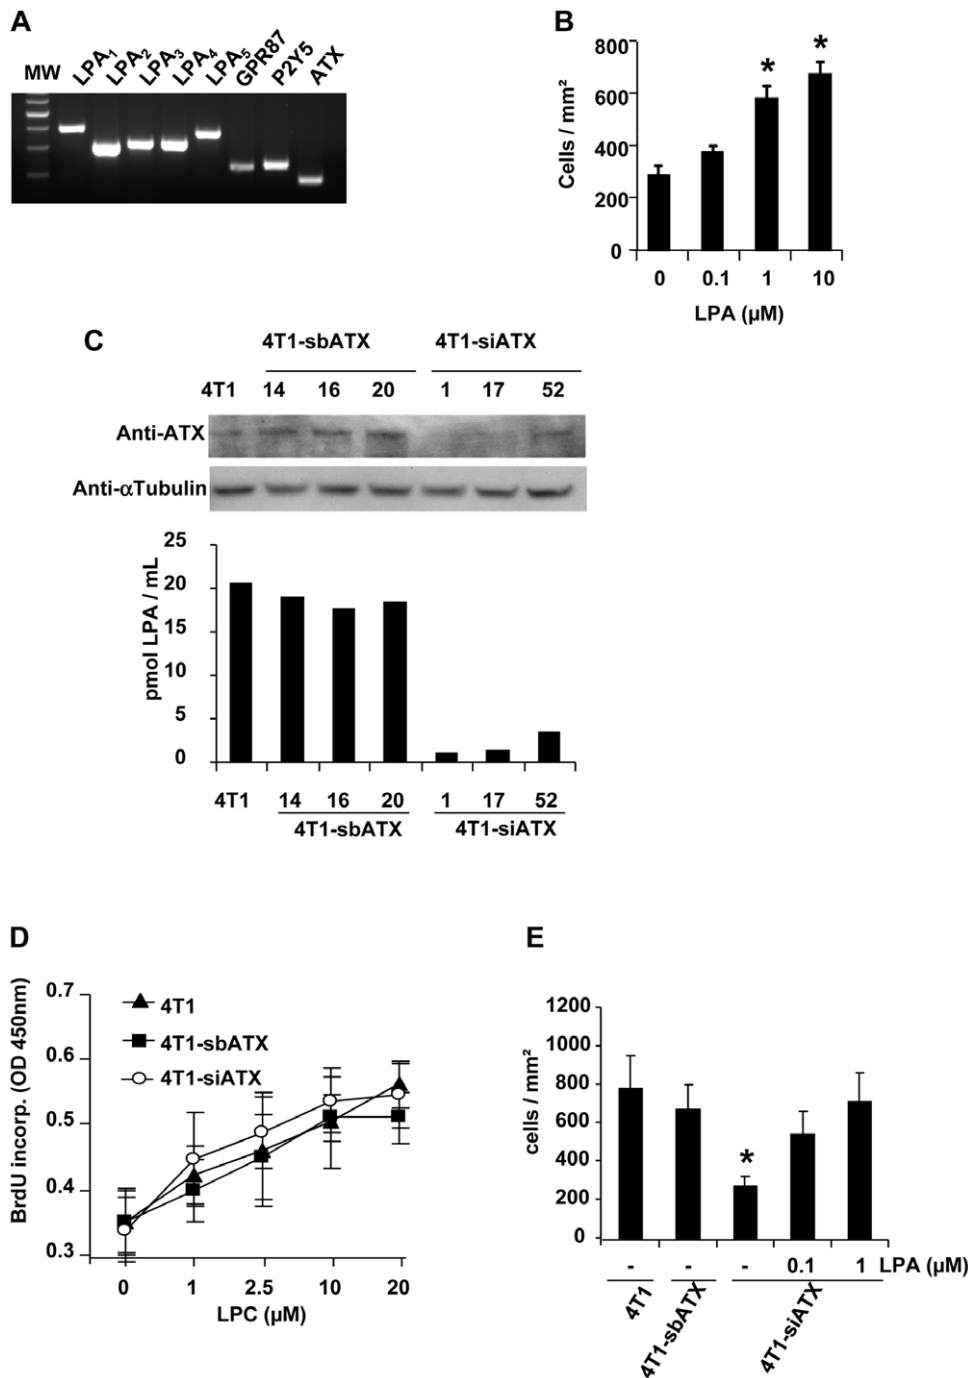 A
MW LPA₁ LPA₂ LPA₃ LPA₄ LPA₅ GPR87 P2Y5 ATX
B
800
600
400
200
0
Cells / mm²
0 0.1 1 10
* *
LPA (µM)
C
4T1-sbATX 4T1-siATX
4T1 14 16 20 1 17 52
Anti-ATX
Anti-αTubulin
25
20
15
10
5
0
pmol LPA / mL
4T1 14 16 20 1 17 52
4T1-sbATX 4T1-siATX
D
0.7
0.6
0.5
0.4
0.3
BrdU incorp. (OD 450nm)
4T1
4T1-sbATX
4T1-siATX
0 1 2.5 10 20
LPC (µM)
E
1200
1000
800
600
400
200
0
cells / mm²
*
- - - 0.1 1 LPA (µM)
4T1 4T1-sbATX 4T1-siATX